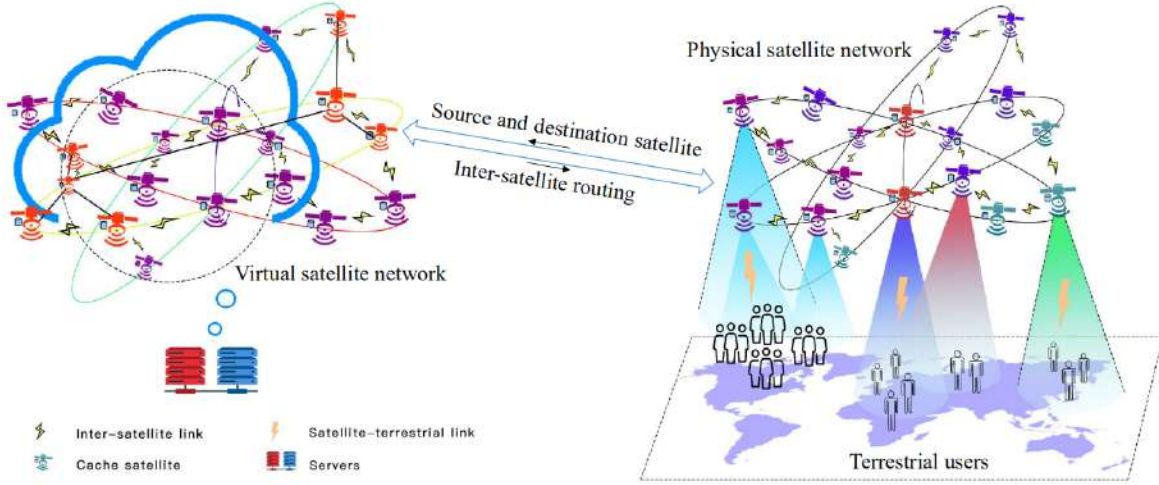 Physical satellite network
Source and destination satellite
Inter-satellite routing
Virtual satellite network
Inter-satellite link
Satellite-terrestrial link
Cache satellite
Servers
Terrestrial users